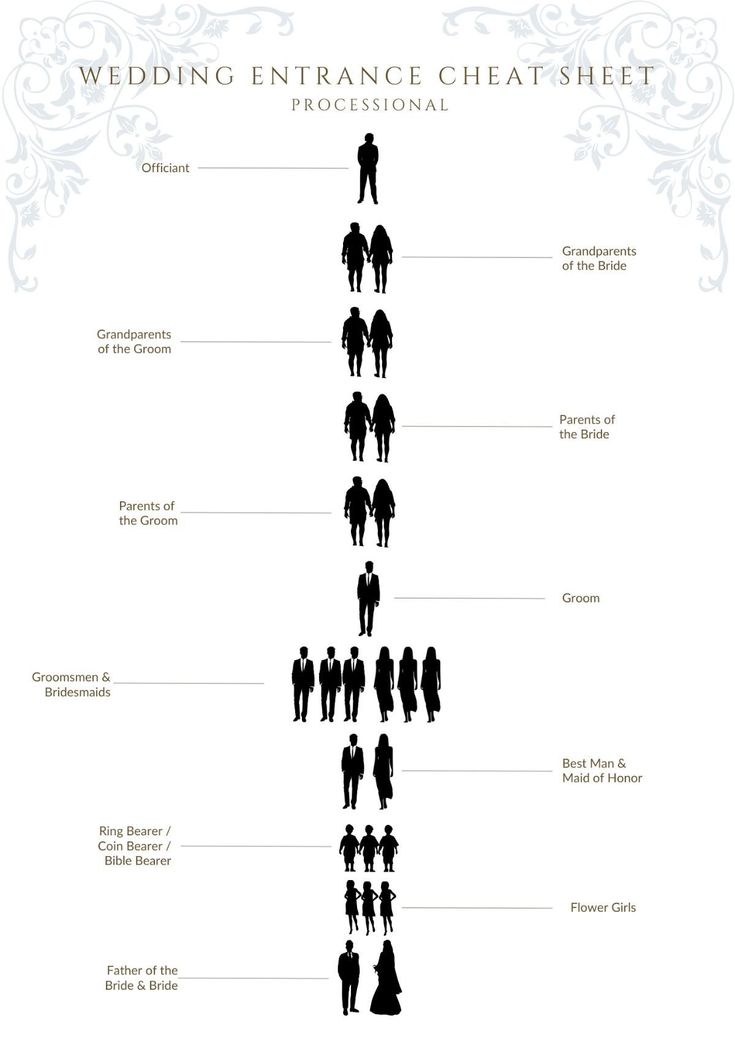 WEDDING ENTRANCE CHEAT SHEET
PROCESSIONAL
Officiant
Grandparents
of the Bride
Grandparents
of the Groom
Parents of
the Bride
Parents of
the Groom
Groom
Groomsmen &
Bridesmaids
Best Man &
Maid of Honor
Ring Bearer /
Coin Bearer /
Bible Bearer
Flower Girls
Father of the
Bride & Bride